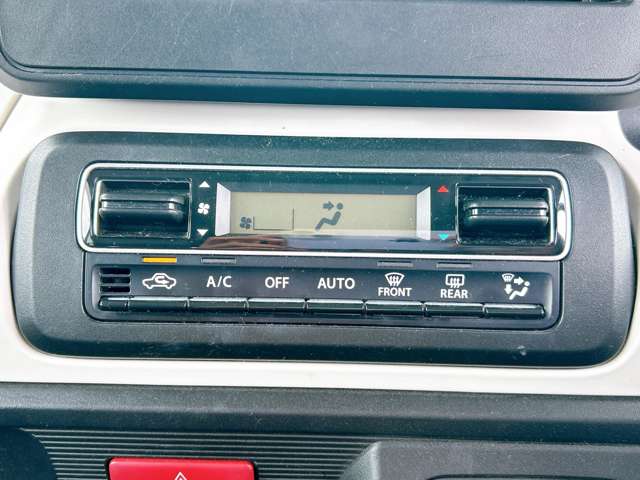 A/C OFF AUTO FRONT REAR